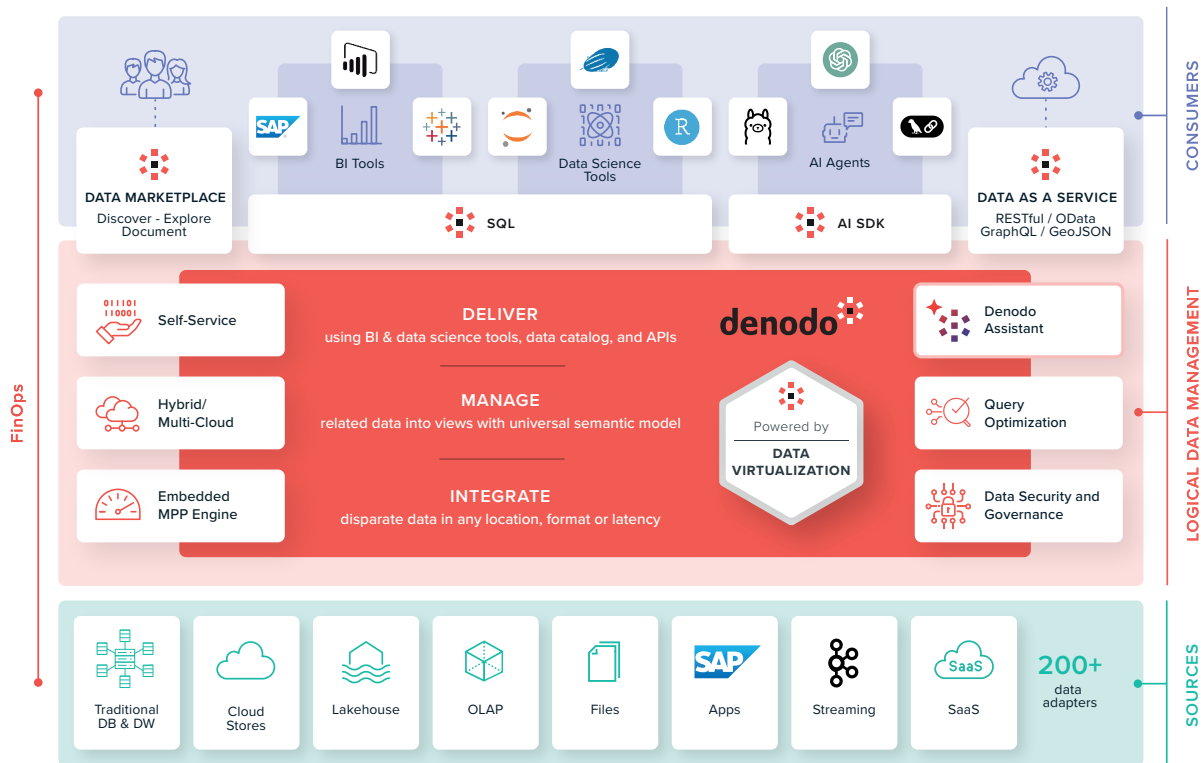 CONSUMERS
SAP
BI Tools
R
Data Science
Tools
AI Agents
DATA MARKETPLACE
Discover - Explore
Document
SQL
AI SDK
DATA AS A SERVICE
RESTful / OData
GraphQL / GeoJSON
FinOps
LOGICAL DATA MANAGEMENT
011101
110001
Self-Service
Hybrid/
Multi-Cloud
Embedded
MPP Engine
DELIVER
using BI & data science tools, data catalog, and APIs
MANAGE
related data into views with universal semantic model
INTEGRATE
disparate data in any location, format or latency
denodo
Powered by
DATA
VIRTUALIZATION
Denodo
Assistant
Query
Optimization
Data Security and
Governance
SOURCES
Traditional
DB & DW
Cloud
Stores
Lakehouse
OLAP
Files
SAP
Apps
Streaming
SaaS
SaaS
200+
data
adapters